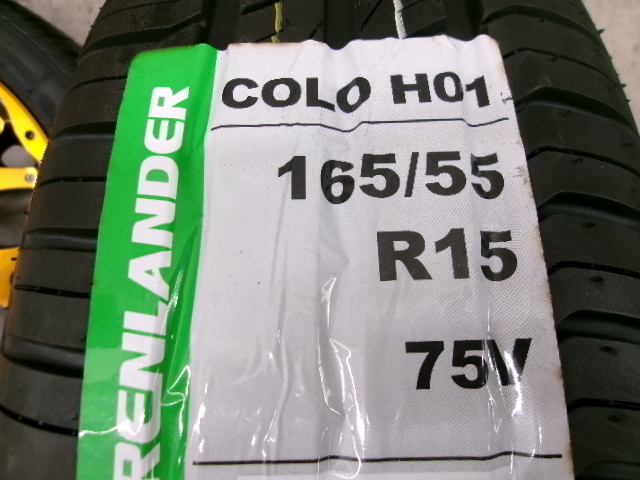 RENLANDER
COLO H01
165/55
R15
75V